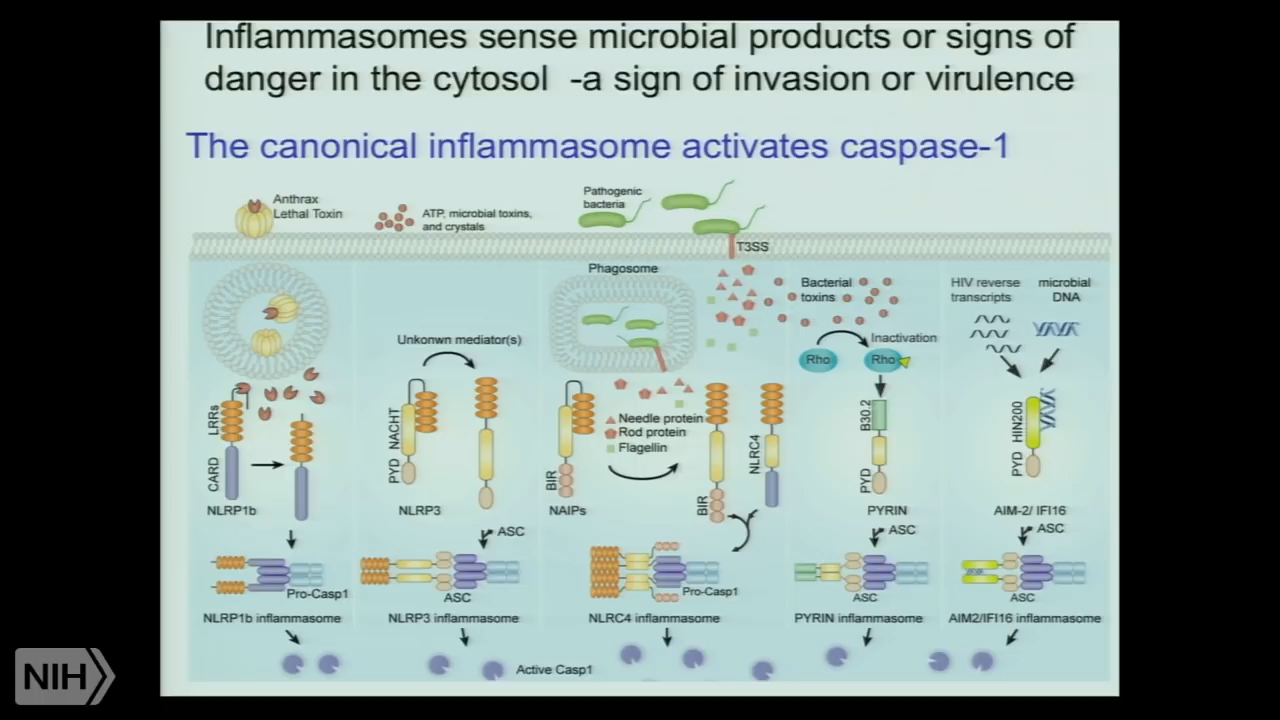 Inflammasomes sense microbial products or signs of
danger in the cytosol -a sign of invasion or virulence
The canonical inflammasome activates caspase-1
Anthrax
Lethal Toxin
ATP, microbial toxins,
and crystals
Pathogenic
bacteria
T3SS
Phagosome
Bacterial
toxins
HIV reverse
transcripts
microbial
DNA
Unkonwn mediator(s)
Inactivation
Rho
Rho
LRRs
CARD
NACHT
PYD
Needle protein
Rod protein
Flagellin
BIR
BIR
NLRC4
B30.2
PYD
HIN200
PYD
NLRP1b
NLRP3
NAIPs
PYRIN
AIM-2/ IFI16
ASC
ASC
ASC
Pro-Casp1
ASC
Pro-Casp1
ASC
ASC
NLRP1b inflammasome
NLRP3 inflammasome
NLRC4 inflammasome
PYRIN inflammasome
AIM2/IFI16 inflammasome
Active Casp1
NIH